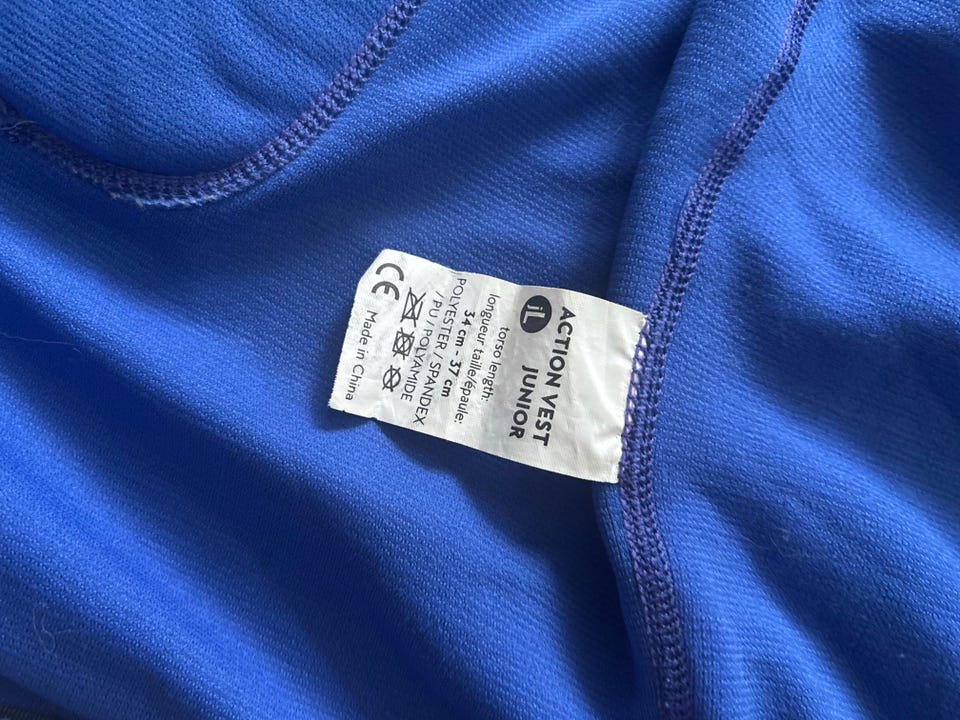 ACTION VEST
JUNIOR
jL
torso length:
longueur taille/épaule:
34 cm - 37 cm
POLYESTER / SPANDEX
/ PU / POLYAMIDE
CE Made in China